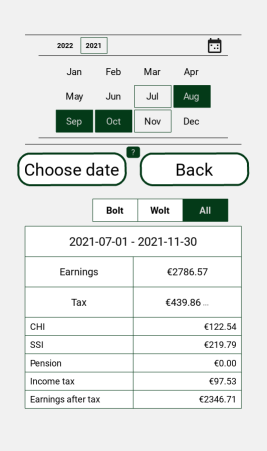 2022 2021
Jan Feb Mar Apr
May Jun Jul Aug
Sep Oct Nov Dec
?
Choose date Back
Bolt Wolt All
2021-07-01 - 2021-11-30
Earnings €2786.57
Tax €439.86 ...
CHI €122.54
SSI €219.79
Pension €0.00
Income tax €97.53
Earnings after tax €2346.71